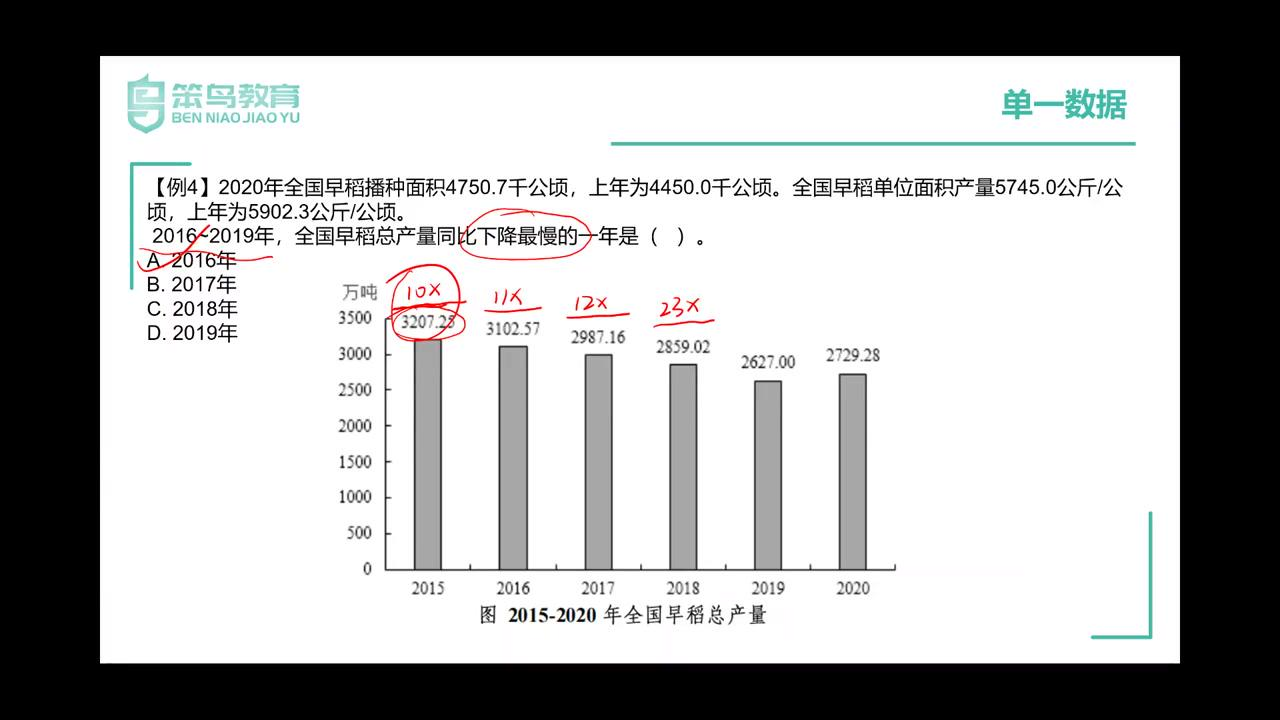 笨鸟教育
BEN NIAO JIAO YU
单一数据
【例4】2020年全国早稻播种面积4750.7千公顷，上年为4450.0千公顷。全国早稻单位面积产量5745.0公斤/公
顷，上年为5902.3公斤/公顷。
2016~2019年，全国早稻总产量同比下降最慢的一年是（ ）。
A. 2016年
B. 2017年
C. 2018年
D. 2019年
万吨
10X 11X 12X 23X
3207.25 3102.57 2987.16 2859.02 2627.00 2729.28
3500
3000
2500
2000
1500
1000
500
0
2015 2016 2017 2018 2019 2020
图 2015-2020 年全国早稻总产量